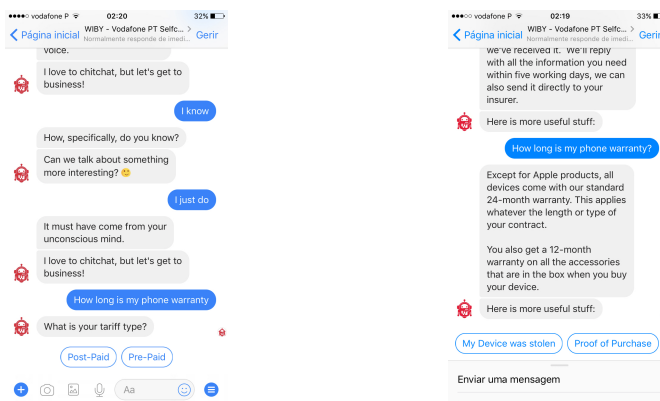 vodafone P 02:20 32%
Página inicial WIBY - Vodafone PT Selfc... Gerir
Normalmente responde de imedi...
voice.
I love to chitchat, but let's get to
business!
I know
How, specifically, do you know?
Can we talk about something
more interesting?
I just do
It must have come from your
unconscious mind.
I love to chitchat, but let's get to
business!
How long is my phone warranty
What is your tariff type?
Post-Paid Pre-Paid
Aa
vodafone P 02:19 33%
Página inicial WIBY - Vodafone PT Selfc... Gerir
Normalmente responde de imedi...
we've received it. We'll reply
with all the information you need
within five working days, we can
also send it directly to your
insurer.
Here is more useful stuff:
How long is my phone warranty?
Except for Apple products, all
devices come with our standard
24-month warranty. This applies
whatever the length or type of
your contract.
You also get a 12-month
warranty on all the accessories
that are in the box when you buy
your device.
Here is more useful stuff:
My Device was stolen Proof of Purchase
Enviar uma mensagem